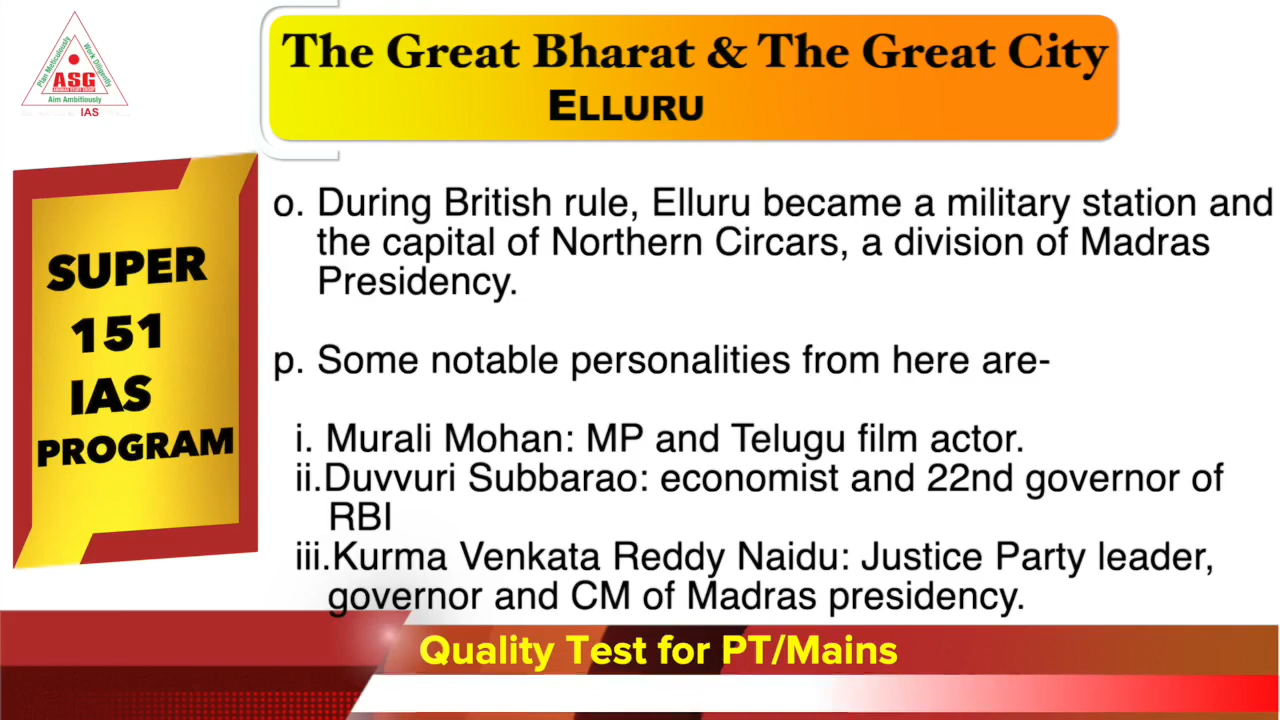 Plan Meticulously
Work Diligently
ASG
Aim Ambitiously
IAS
The Great Bharat & The Great City
ELLURU
SUPER
151
IAS
PROGRAM
o. During British rule, Elluru became a military station and
the capital of Northern Circars, a division of Madras
Presidency.
p. Some notable personalities from here are-
i. Murali Mohan: MP and Telugu film actor.
ii.Duvvuri Subbarao: economist and 22nd governor of
RBI
iii.Kurma Venkata Reddy Naidu: Justice Party leader,
governor and CM of Madras presidency.
Quality Test for PT/Mains